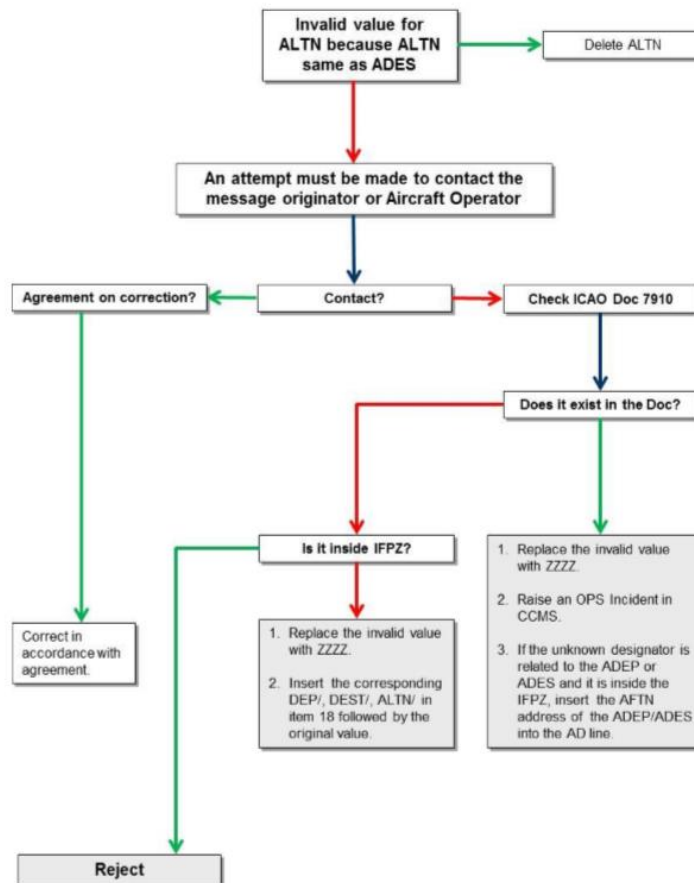 Invalid value for
ALTN because ALTN
same as ADES
Delete ALTN
An attempt must be made to contact the
message originator or Aircraft Operator
Agreement on correction?
Contact?
Check ICAO Doc 7910
Does it exist in the Doc?
Is it inside IFPZ?
1. Replace the invalid value
with ZZZZ.
2. Raise an OPS Incident in
CCMS.
3. If the unknown designator is
related to the ADEP or
ADES and it is inside the
IFPZ, insert the AFTN
address of the ADEP/ADES
into the AD line.
Correct in
accordance with
agreement.
1. Replace the invalid value
with ZZZZ.
2. Insert the corresponding
DEP/, DEST/, ALTN/ in
item 18 followed by the
original value.
Reject